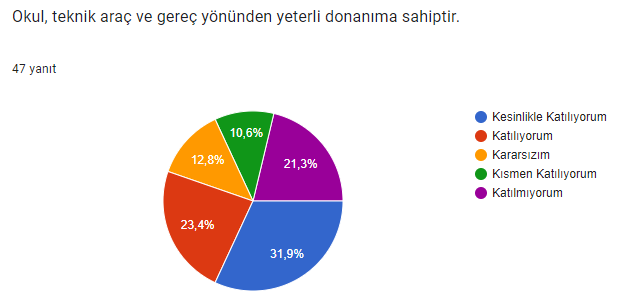 Okul, teknik araç ve gereç yönünden yeterli donanıma sahiptir.
47 yanıt
10,6%
12,8%
21,3%
23,4%
31,9%
Kesinlikle Katılıyorum
Katılıyorum
Kararsızım
Kısmen Katılıyorum
Katılmıyorum